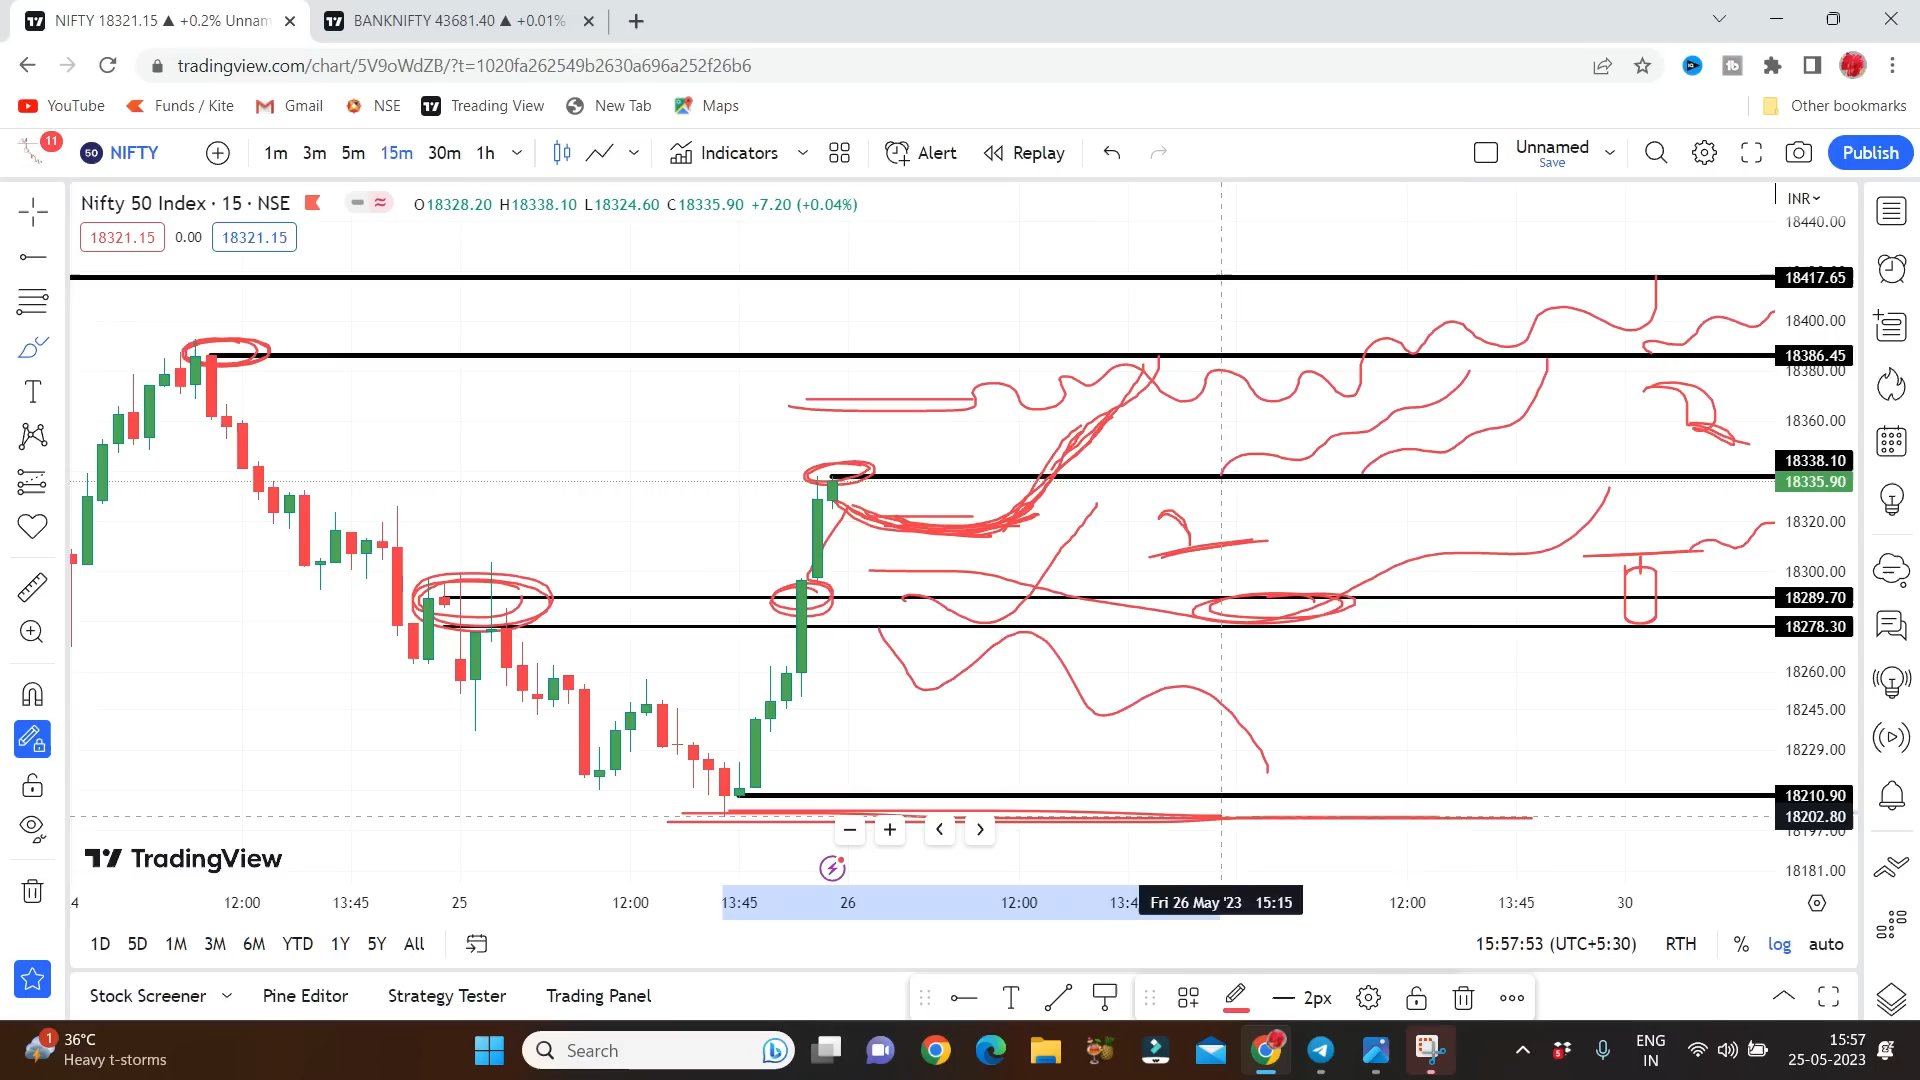 NIFTY 18321.15 ▲ +0.2% Unnam
BANKNIFTY 43681.40 ▲ +0.01%
tradingview.com/chart/5V9oWdZB/?t=1020fa262549b2630a696a252f26b6
YouTube
Funds / Kite
Gmail
NSE
Treading View
New Tab
Maps
Other bookmarks
11
50 NIFTY
1m 3m 5m 15m 30m 1h
Indicators
Alert
Replay
Unnamed
Save
Publish
Nifty 50 Index · 15 · NSE
O18328.20 H18338.10 L18324.60 C18335.90 +7.20 (+0.04%)
18321.15 0.00 18321.15
INR
18440.00
18417.65
18400.00
18386.45
18380.00
18360.00
18338.10
18335.90
18320.00
18300.00
18289.70
18278.30
18260.00
18245.00
18229.00
18210.90
18202.80
18197.00
18181.00
TradingView
4 12:00 13:45 25 12:00 13:45 26 12:00 13:4 Fri 26 May '23 15:15 12:00 13:45 30
1D 5D 1M 3M 6M YTD 1Y 5Y All
15:57:53 (UTC+5:30) RTH % log auto
Stock Screener
Pine Editor
Strategy Tester
Trading Panel
2px
1
36°C
Heavy t-storms
Search
ENG
IN
15:57
25-05-2023